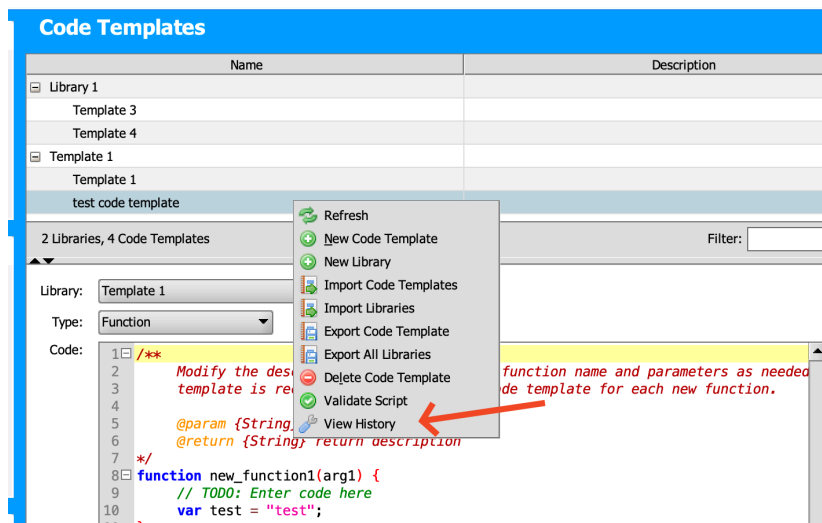 Code Templates
Name Description
Library 1
Template 3
Template 4
Template 1
Template 1
test code template
2 Libraries, 4 Code Templates
Filter:
Refresh
New Code Template
New Library
Import Code Templates
Import Libraries
Export Code Template
Export All Libraries
Delete Code Template
Validate Script
View History
Library: Template 1
Type: Function
Code:
1 /**
2 Modify the function name and parameters as needed
3 template is template for each new function.
4
5 @param {String
6 @return {String} return description
7 */
8 function new_function1(arg1) {
9 // TODO: Enter code here
10 var test = "test";